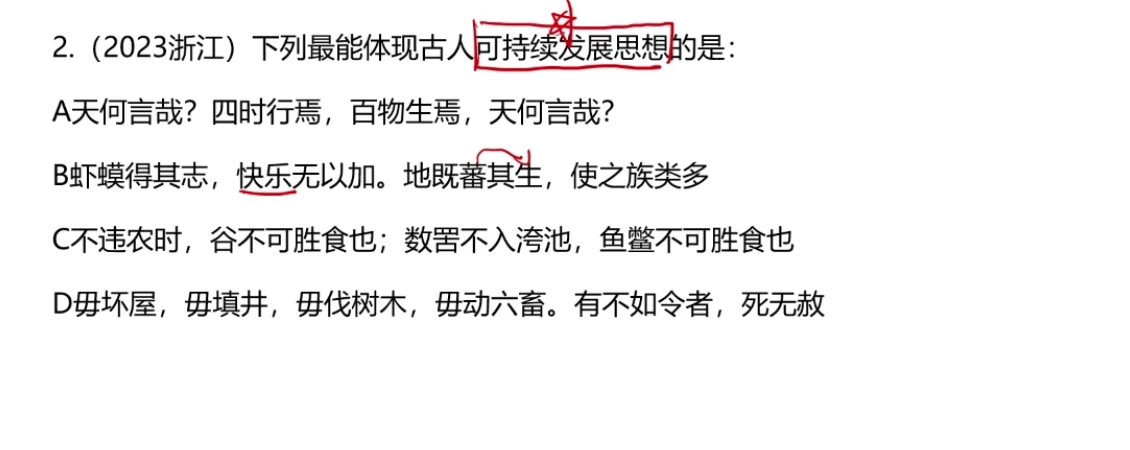 2.（2023浙江）下列最能体现古人可持续发展思想的是：
A天何言哉？四时行焉，百物生焉，天何言哉？
B虾蟆得其志，快乐无以加。地既蕃其生，使之族类多
C不违农时，谷不可胜食也；数罟不入洿池，鱼鳖不可胜食也
D毋坏屋，毋填井，毋伐树木，毋动六畜。有不如令者，死无赦